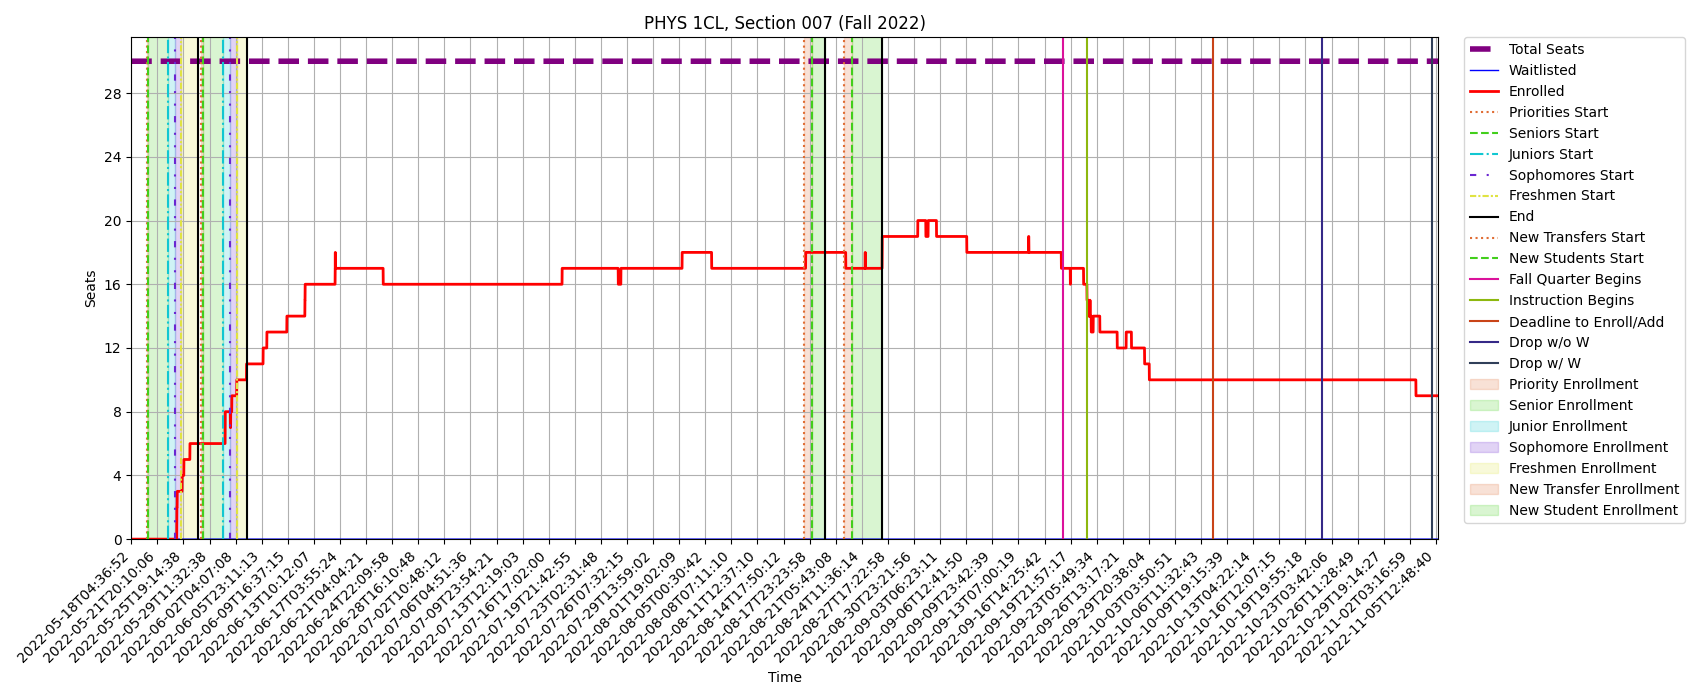 PHYS 1CL, Section 007 (Fall 2022)
Seats
28
24
20
16
12
8
4
0
2022-05-18T04:36:52
2022-05-21T20:10:06
2022-05-25T19:14:38
2022-05-29T11:32:38
2022-06-02T04:07:08
2022-06-05T23:11:13
2022-06-09T16:37:15
2022-06-13T10:12:07
2022-06-17T03:55:24
2022-06-21T04:04:21
2022-06-24T22:09:58
2022-06-28T16:10:48
2022-07-02T10:48:12
2022-07-06T04:51:36
2022-07-09T23:54:21
2022-07-13T12:19:03
2022-07-16T17:02:00
2022-07-19T21:42:55
2022-07-23T02:31:48
2022-07-26T07:32:15
2022-07-29T13:59:02
2022-08-01T19:02:09
2022-08-05T00:30:42
2022-08-08T07:11:10
2022-08-11T12:37:10
2022-08-14T17:50:12
2022-08-17T23:23:58
2022-08-21T05:43:08
2022-08-24T11:36:14
2022-08-27T17:22:58
2022-08-30T23:21:56
2022-09-03T06:23:11
2022-09-06T12:41:50
2022-09-09T23:42:39
2022-09-13T07:00:19
2022-09-16T14:25:42
2022-09-19T21:57:17
2022-09-23T05:49:34
2022-09-26T13:17:21
2022-09-29T20:38:04
2022-10-03T03:50:51
2022-10-06T11:32:43
2022-10-09T19:15:39
2022-10-13T04:22:14
2022-10-16T12:07:15
2022-10-19T19:55:18
2022-10-23T03:42:06
2022-10-26T11:28:49
2022-10-29T19:14:27
2022-11-02T03:16:59
2022-11-05T12:48:40
Time
Total Seats
Waitlisted
Enrolled
Priorities Start
Seniors Start
Juniors Start
Sophomores Start
Freshmen Start
End
New Transfers Start
New Students Start
Fall Quarter Begins
Instruction Begins
Deadline to Enroll/Add
Drop w/o W
Drop w/ W
Priority Enrollment
Senior Enrollment
Junior Enrollment
Sophomore Enrollment
Freshmen Enrollment
New Transfer Enrollment
New Student Enrollment